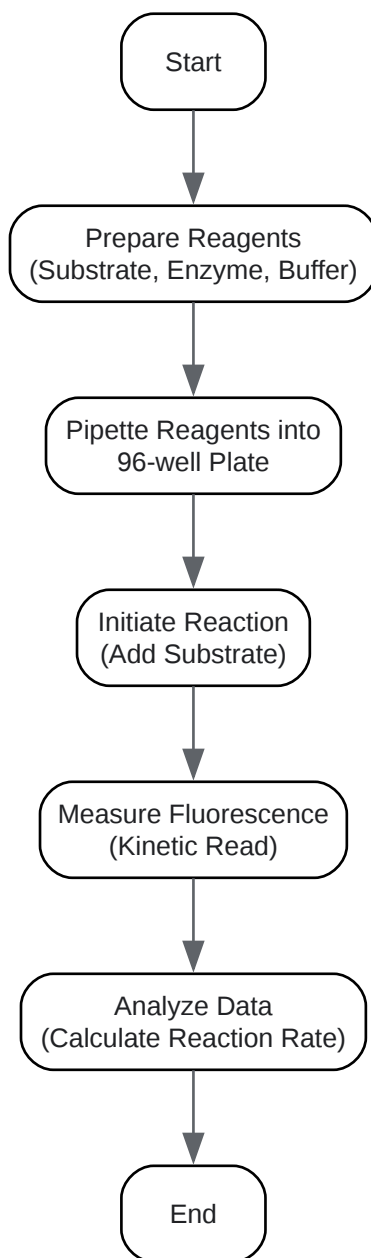 Start
Prepare Reagents
(Substrate, Enzyme, Buffer)
Pipette Reagents into
96-well Plate
Initiate Reaction
(Add Substrate)
Measure Fluorescence
(Kinetic Read)
Analyze Data
(Calculate Reaction Rate)
End